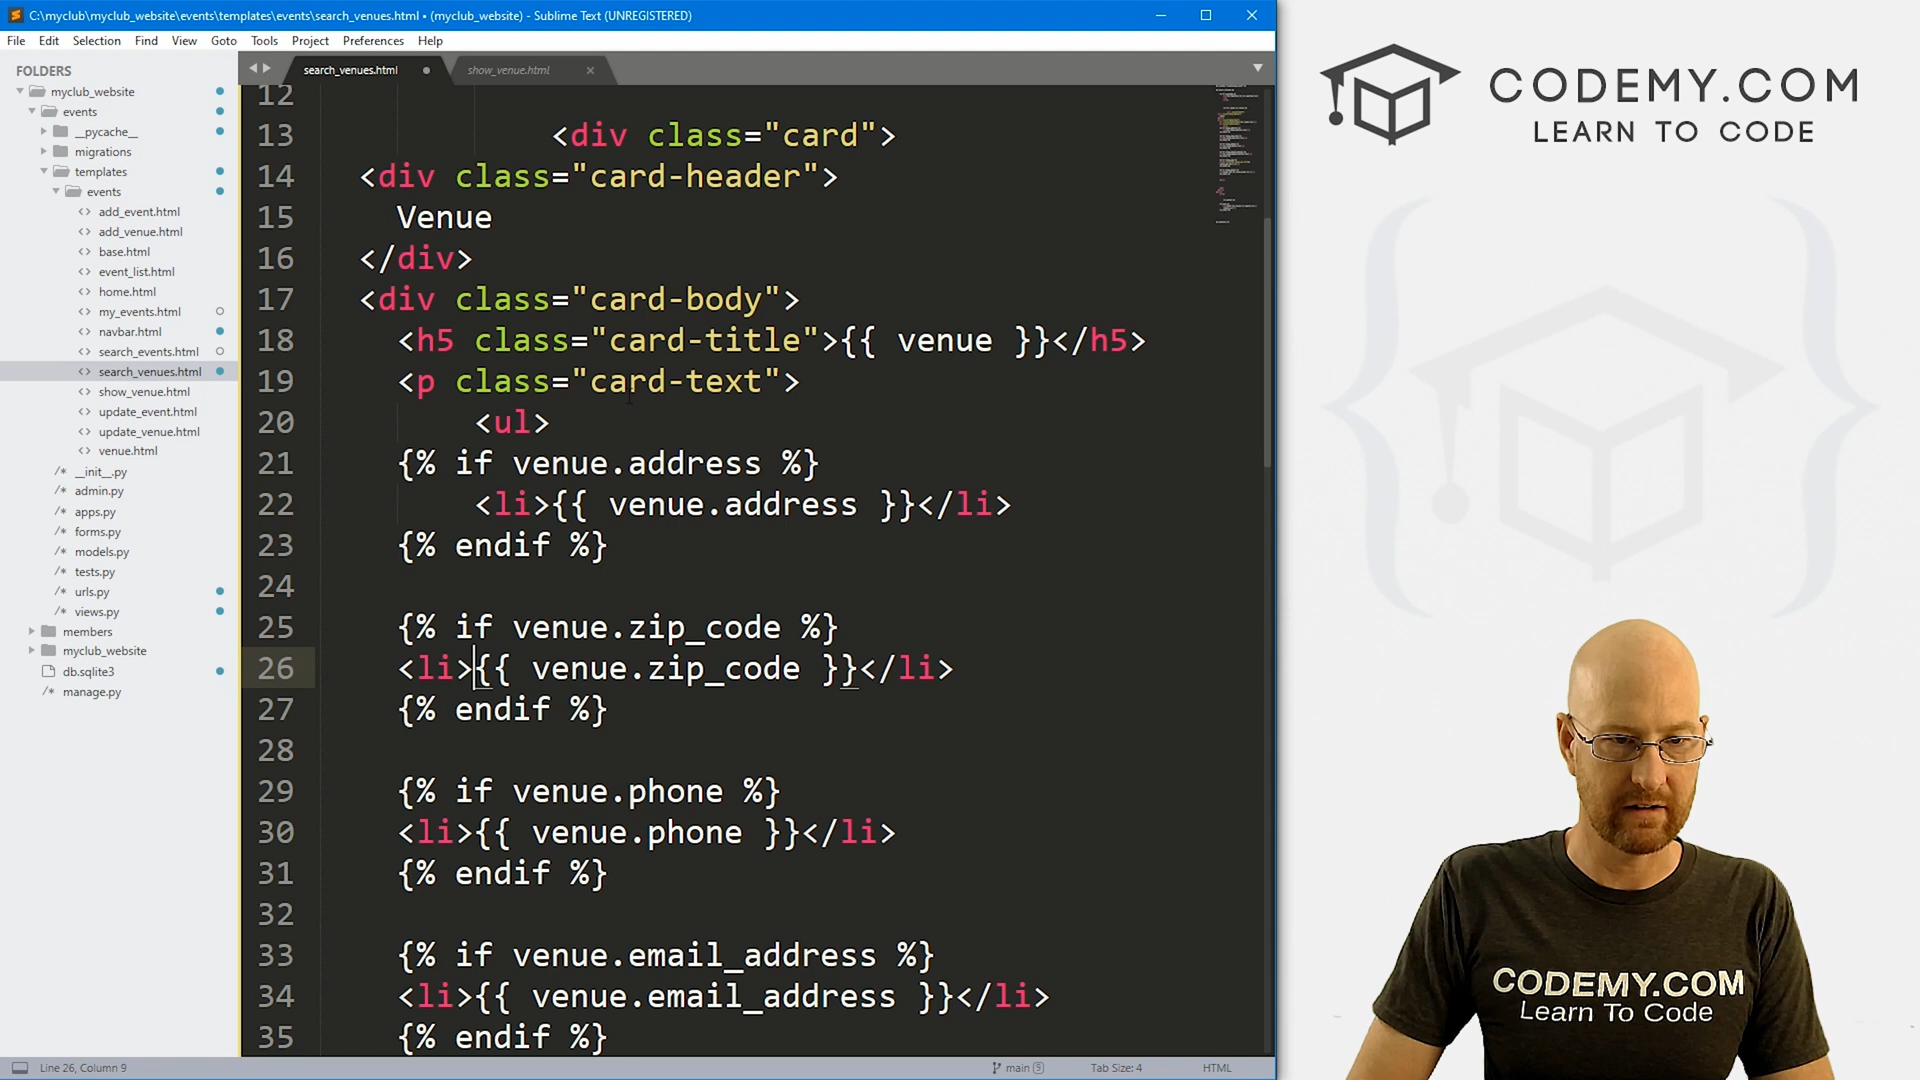 C:\myclub\myclub_website\events\templates\events\search_venues.html • (myclub_website) - Sublime Text (UNREGISTERED)
File Edit Selection Find View Goto Tools Project Preferences Help
FOLDERS
myclub_website
events
__pycache__
migrations
templates
events
add_event.html
add_venue.html
base.html
event_list.html
home.html
my_events.html
navbar.html
search_events.html
search_venues.html
show_venue.html
update_event.html
update_venue.html
venue.html
__init__.py
admin.py
apps.py
forms.py
models.py
tests.py
urls.py
views.py
members
myclub_website
db.sqlite3
manage.py
search_venues.html show_venue.html
12
13 <div class="card">
14 <div class="card-header">
15 Venue
16 </div>
17 <div class="card-body">
18 <h5 class="card-title">{{ venue }}</h5>
19 <p class="card-text">
20 <ul>
21 {% if venue.address %}
22 <li>{{ venue.address }}</li>
23 {% endif %}
24
25 {% if venue.zip_code %}
26 <li>{{ venue.zip_code }}</li>
27 {% endif %}
28
29 {% if venue.phone %}
30 <li>{{ venue.phone }}</li>
31 {% endif %}
32
33 {% if venue.email_address %}
34 <li>{{ venue.email_address }}</li>
35 {% endif %}
Line 26, Column 9 main 9 Tab Size: 4 HTML
CODEMY.COM
LEARN TO CODE
CODEMY.COM
Learn To Code